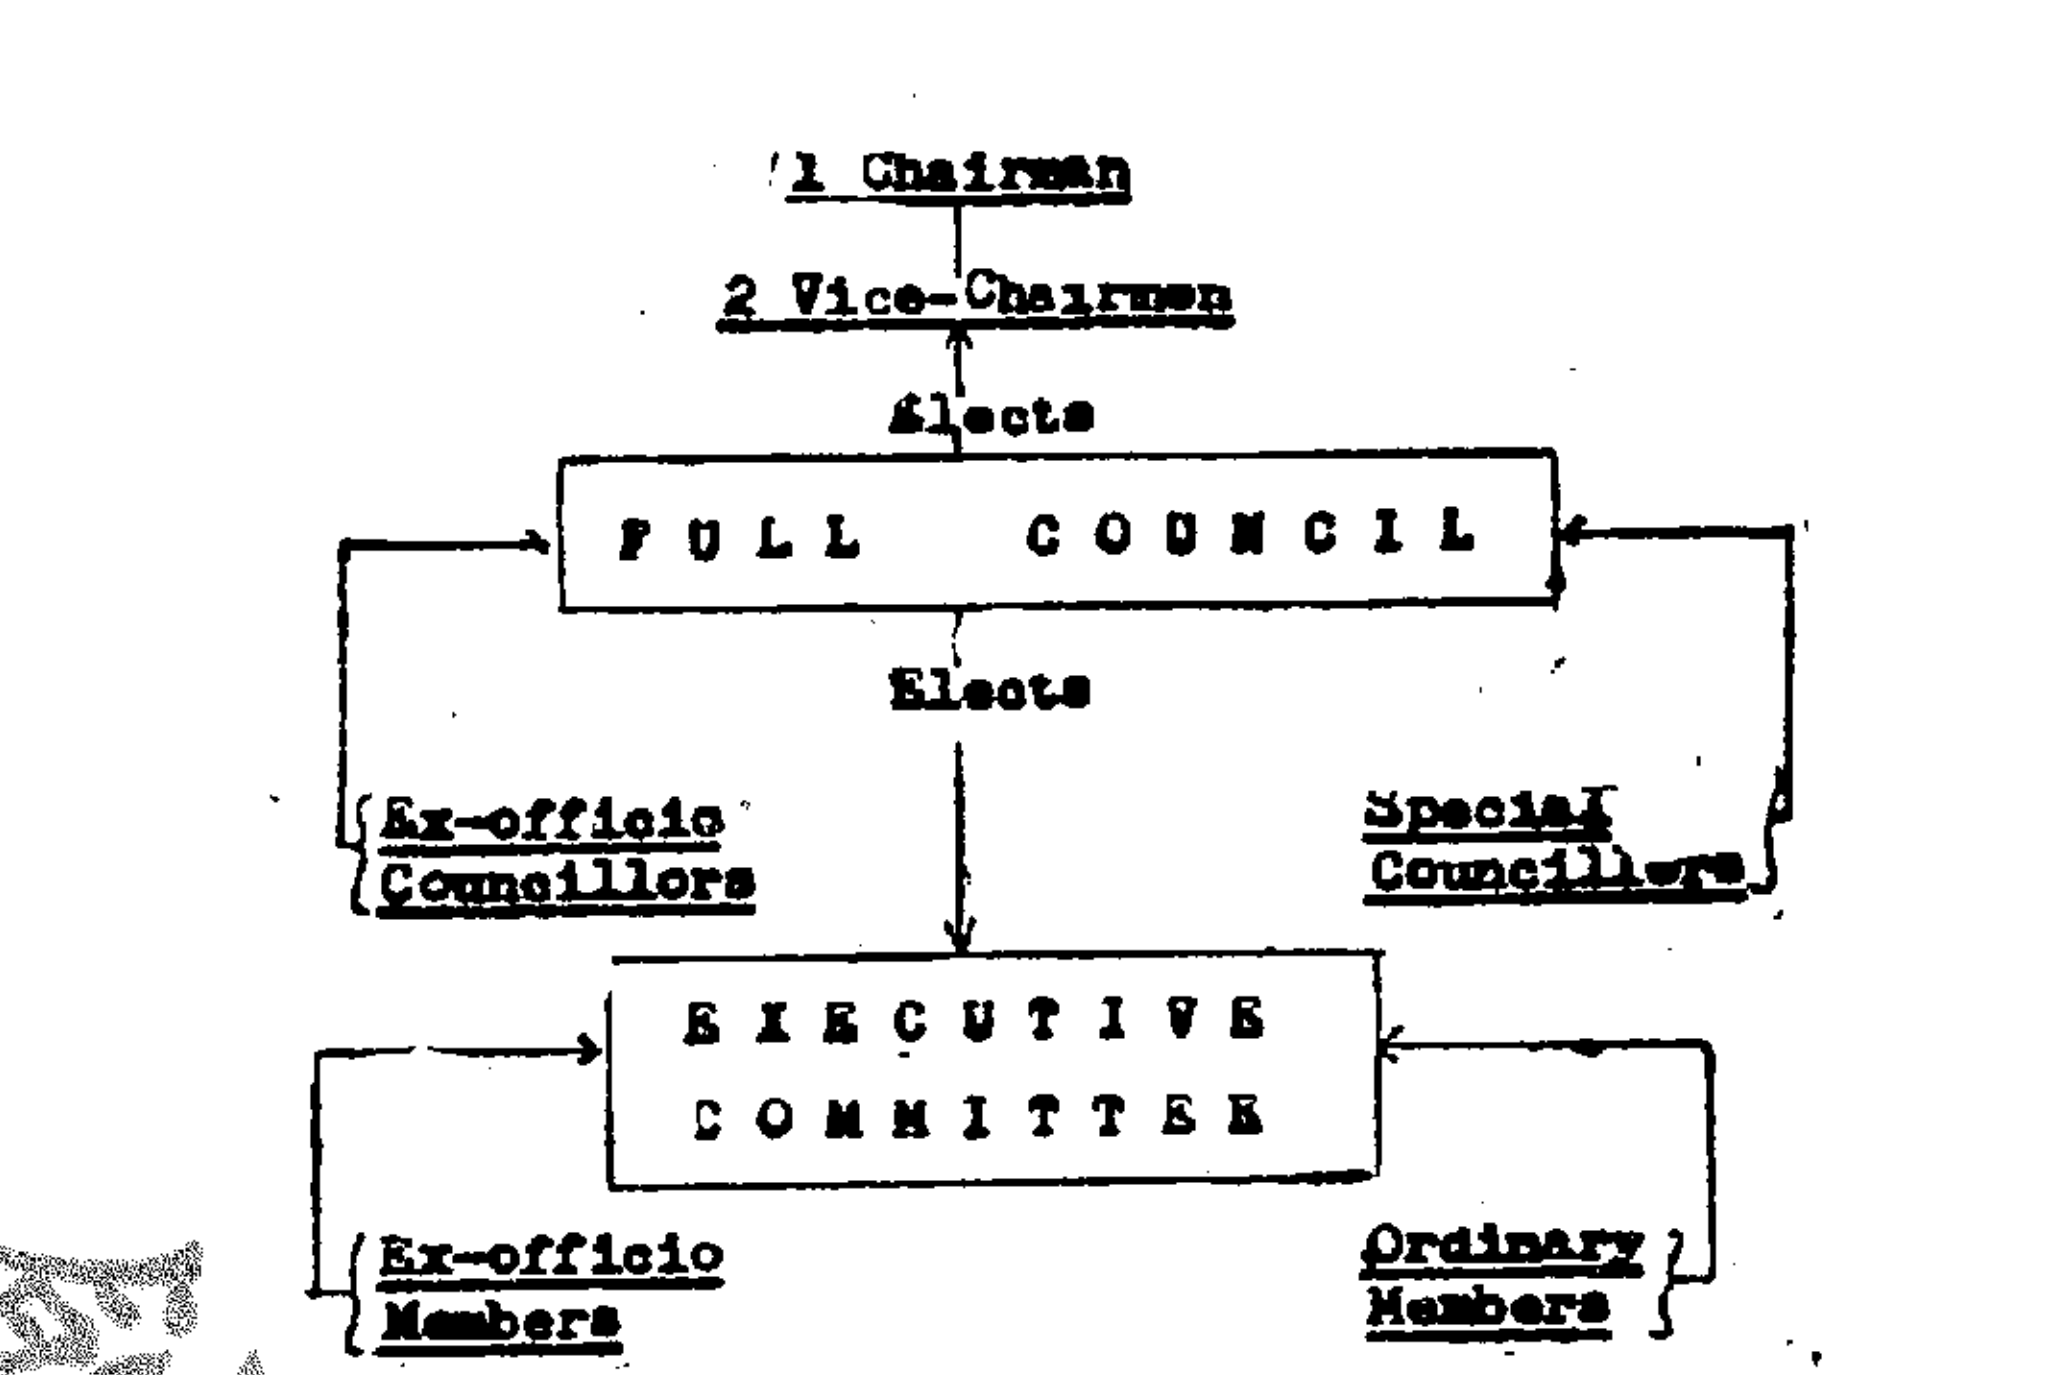 1 Chairman
2 Vice-Chairmen
Elects
FULL COUNCIL
Elects
Ex-officio
Councillors
Special
Councillors
EXECUTIVE
COMMITTEE
Ex-officio
Members
Ordinary
Members